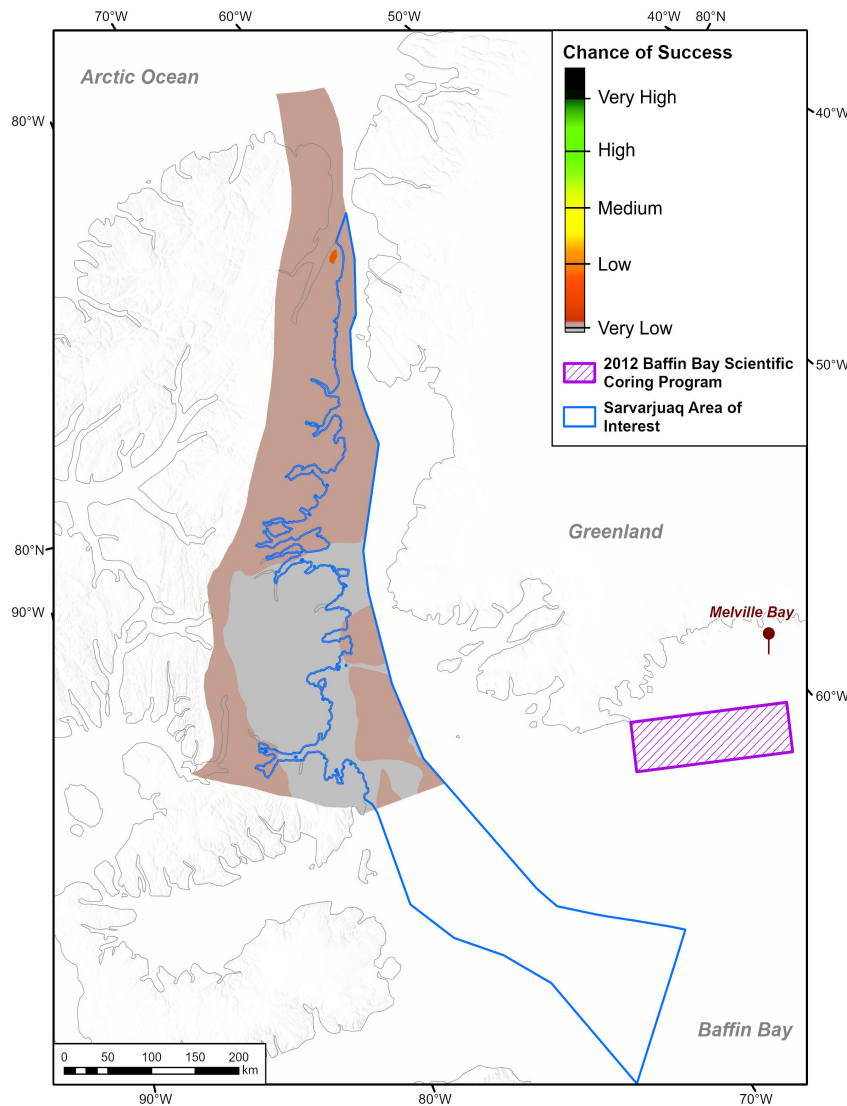 70°W 60°W 50°W 40°W 80°N
Arctic Ocean
Chance of Success
Very High
High
Medium
Low
Very Low
2012 Baffin Bay Scientific
Coring Program
Sarvarjuaq Area of
Interest
80°W
40°W
50°W
Greenland
80°N
90°W
Melville Bay
60°W
Baffin Bay
0 50 100 150 200
km
90°W 80°W 70°W